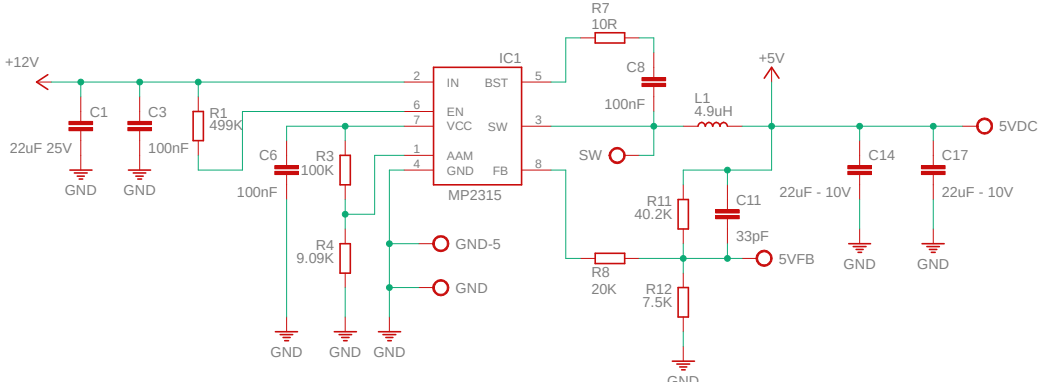 R7
10R
+12V
IC1
+5V
2
IN
BST
5
C8
100nF
L1
4.9uH
C1
22uF 25V
C3
100nF
R1
499K
6
EN
7
VCC
SW
3
5VDC
1
AAM
4
GND
FB
8
MP2315
SW
C6
100nF
R3
100K
C14
22uF - 10V
C17
22uF - 10V
GND
GND
R11
40.2K
C11
33pF
R4
9.09K
GND-5
GND
R8
20K
5VFB
GND
GND
R12
7.5K
GND
GND
GND
GND